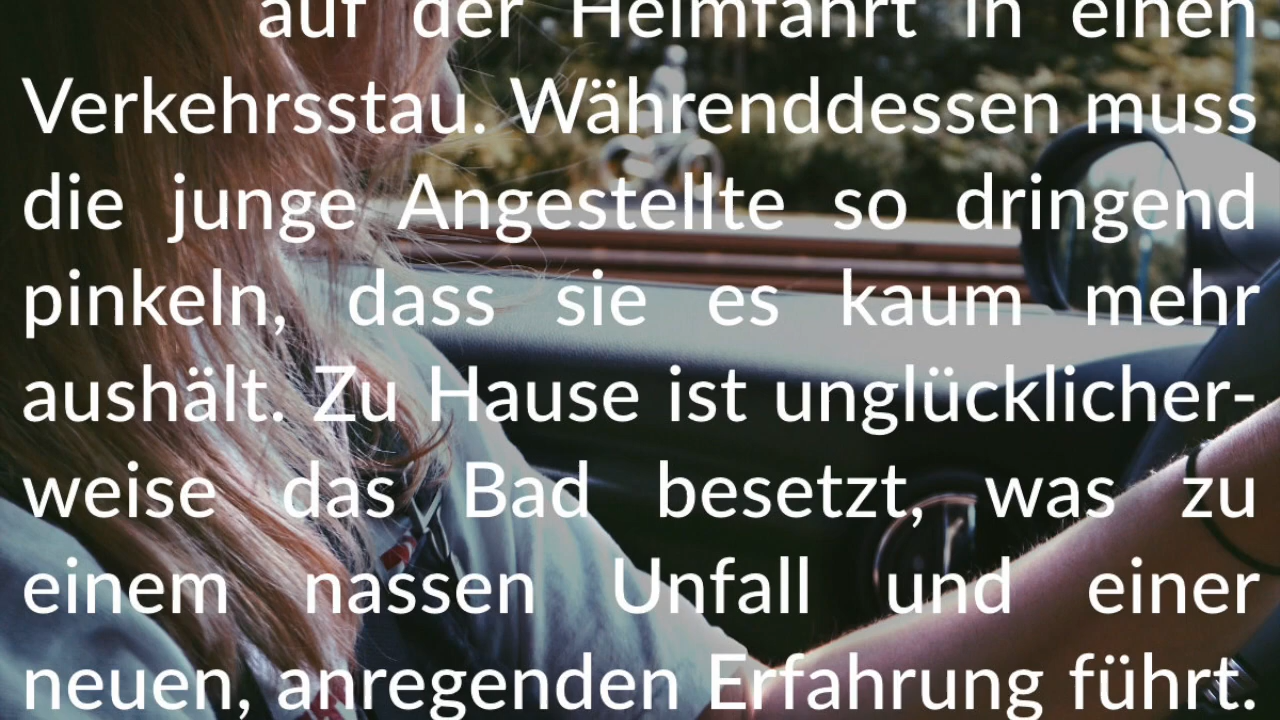 auf der Heimfahrt in einen
Verkehrsstau. Währenddessen muss
die junge Angestellte so dringend
pinkeln, dass sie es kaum mehr
aushält. Zu Hause ist unglücklicher-
weise das Bad besetzt, was zu
einem nassen Unfall und einer
neuen, anregenden Erfahrung führt.